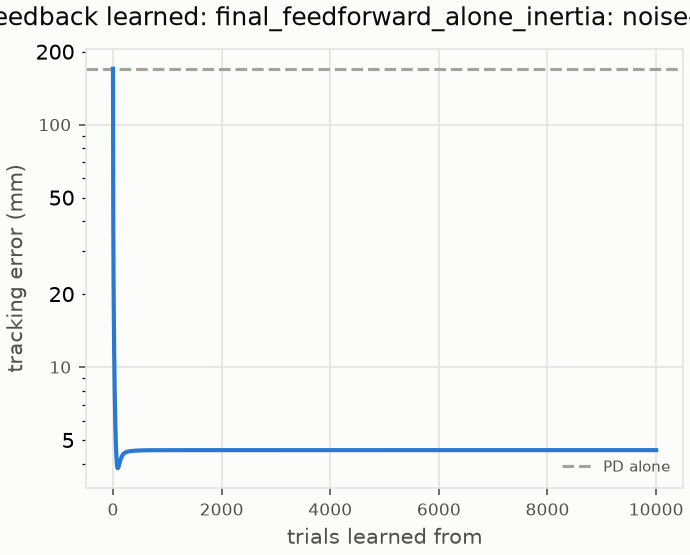 eedback learned: final_feedforward_alone_inertia: noise-
200
100
50
20
10
5
tracking error (mm)
PD alone
0 2000 4000 6000 8000 10000
trials learned from